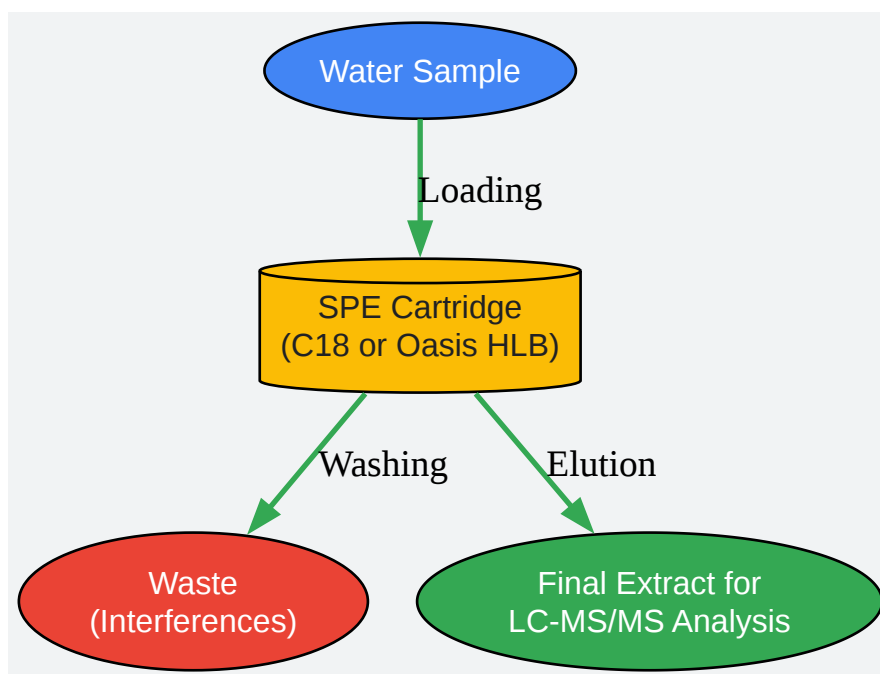 Water Sample
Loading
SPE Cartridge
(C18 or Oasis HLB)
Washing
Elution
Waste
(Interferences)
Final Extract for
LC-MS/MS Analysis